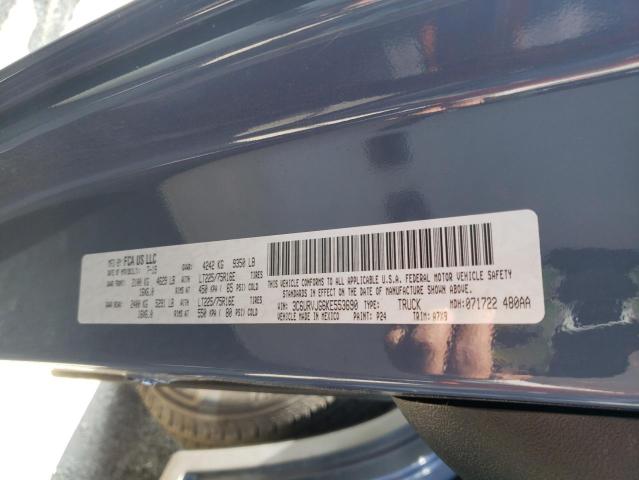 MFD BY FCA US LLC GVWR: 4242 KG 9350 LB
DATE OF MFR/BUILT: 7-19
GAWR FRONT: 2100 KG 4629 LB WITH LT225/75R16E TIRES
16X6.0 RIMS AT 450 KPA ( 65 PSI) COLD
GAWR REAR: 2400 KG 5291 LB WITH LT225/75R16E TIRES
16X6.0 RIMS AT 550 KPA ( 80 PSI) COLD
THIS VEHICLE CONFORMS TO ALL APPLICABLE U.S.A. FEDERAL MOTOR VEHICLE SAFETY
STANDARDS IN EFFECT ON THE DATE OF MANUFACTURE SHOWN ABOVE.
VIN: 3C6URVJG8KE553690 TYPE: TRUCK MDH: 071722 480AA
VEHICLE MADE IN MEXICO PAINT: P24 TRIM: A7X9